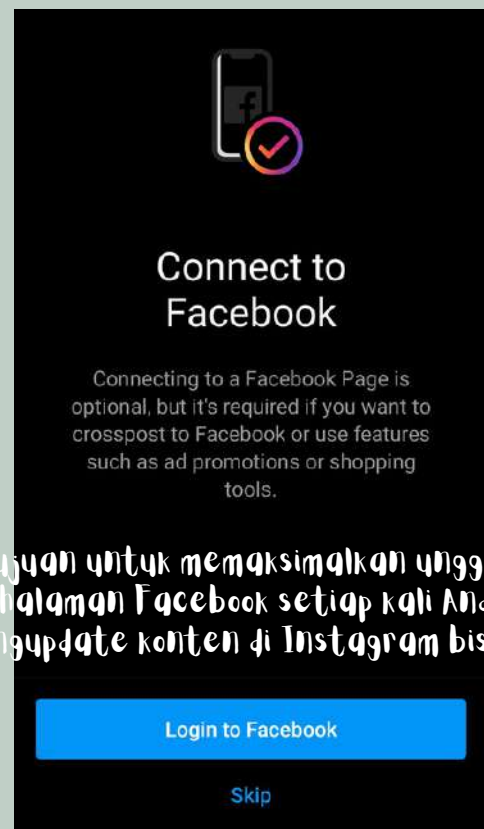 Connect to
Facebook
Connecting to a Facebook Page is
optional, but it's required if you want to
crosspost to Facebook or use features
such as ad promotions or shopping
tools.
untuk memaksimalkan
halaman Facebook setiap kali
konten di Instagram
Login to Facebook
Skip